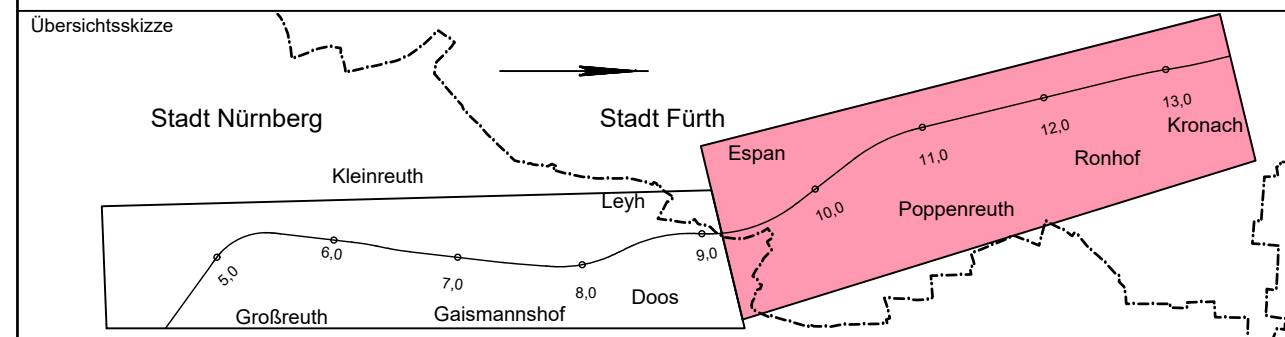 Übersichtsskizze
Stadt Nürnberg
Stadt Fürth
Kleinreuth
Leyh
Espan
Kronach
Ronhof
Poppenreuth
Großreuth
Gaismannshof
Doos
5,0
6,0
7,0
8,0
9,0
10,0
11,0
12,0
13,0